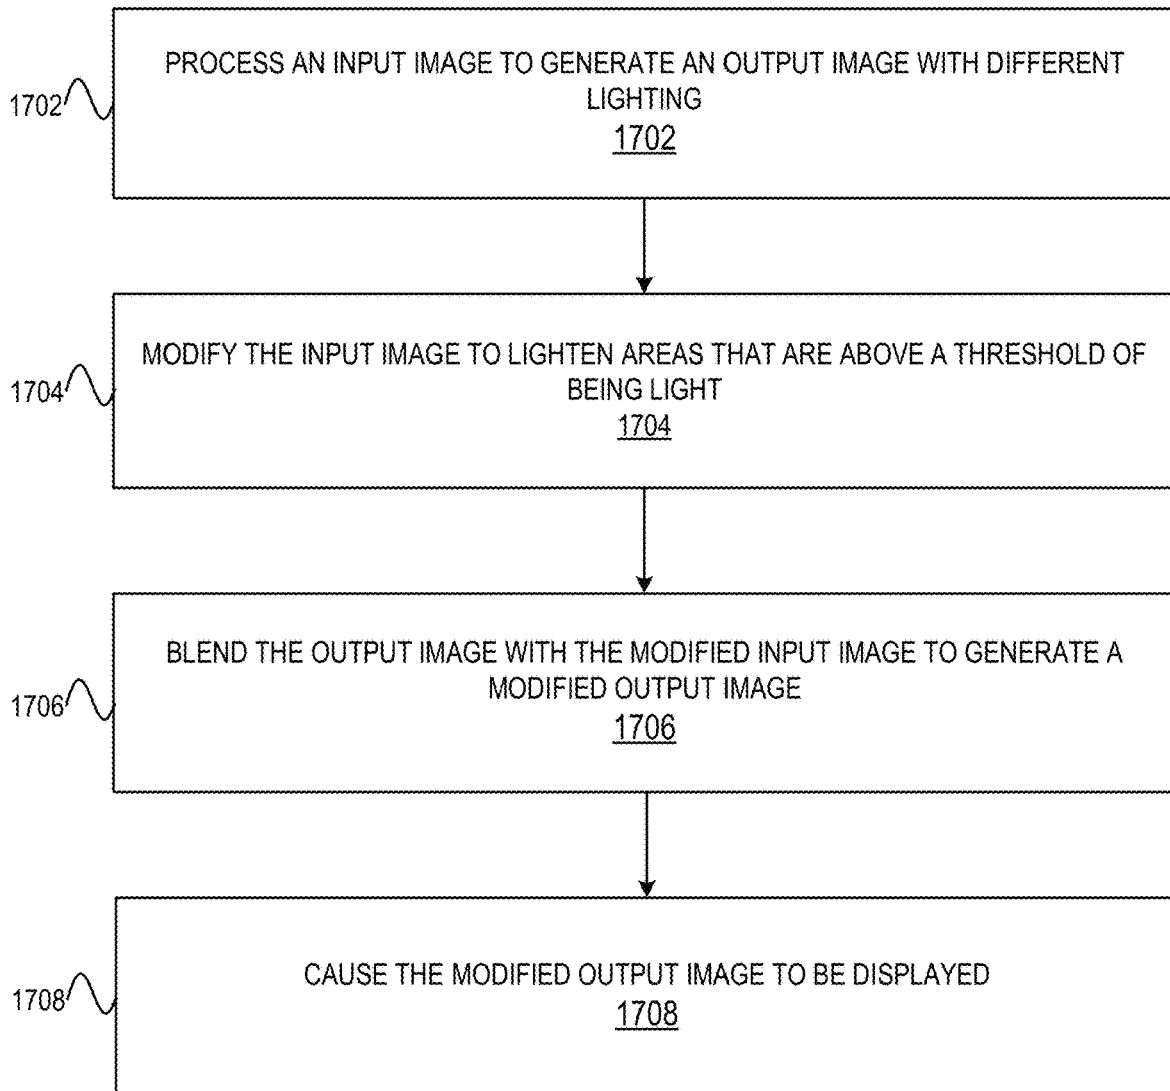 PROCESS AN INPUT IMAGE TO GENERATE AN OUTPUT IMAGE WITH DIFFERENT
LIGHTING
1702
1702
MODIFY THE INPUT IMAGE TO LIGHTEN AREAS THAT ARE ABOVE A THRESHOLD OF
BEING LIGHT
1704
1704
BLEND THE OUTPUT IMAGE WITH THE MODIFIED INPUT IMAGE TO GENERATE A
MODIFIED OUTPUT IMAGE
1706
1706
CAUSE THE MODIFIED OUTPUT IMAGE TO BE DISPLAYED
1708
1708